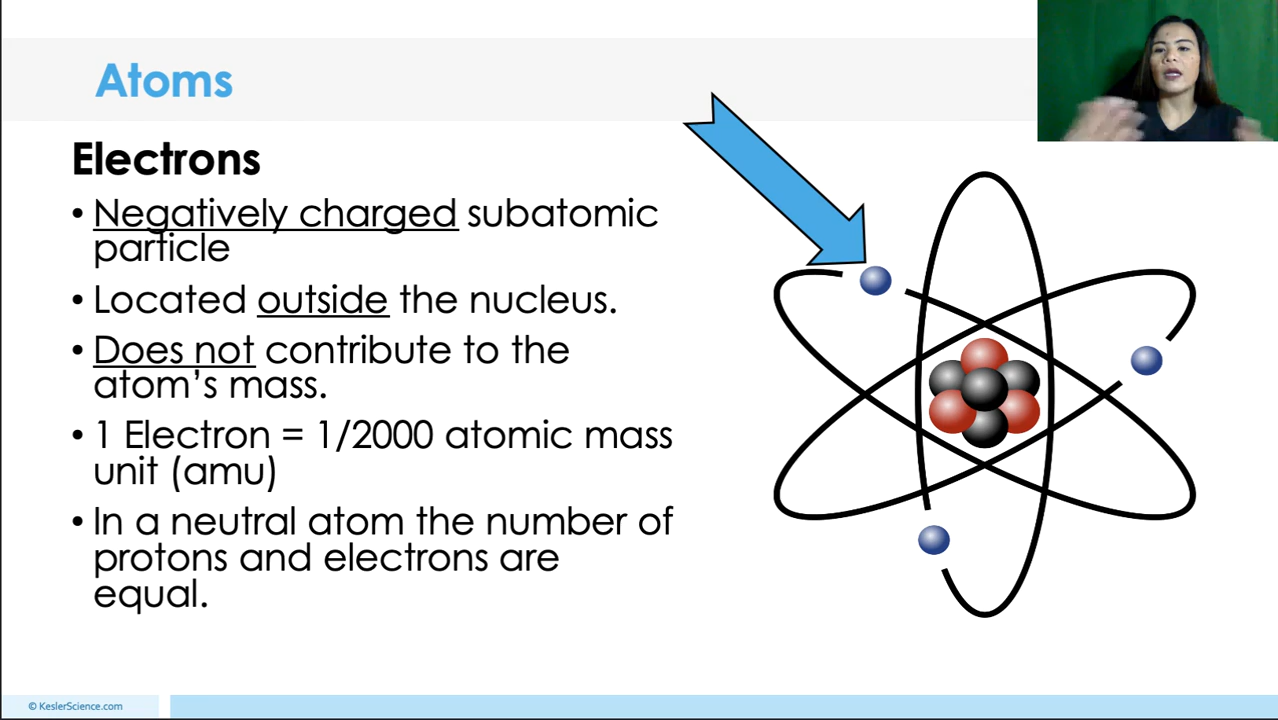 Atoms
Electrons
• Negatively charged subatomic
particle
• Located outside the nucleus.
• Does not contribute to the
atom’s mass.
• 1 Electron = 1/2000 atomic mass
unit (amu)
• In a neutral atom the number of
protons and electrons are
equal.
© KeslerScience.com